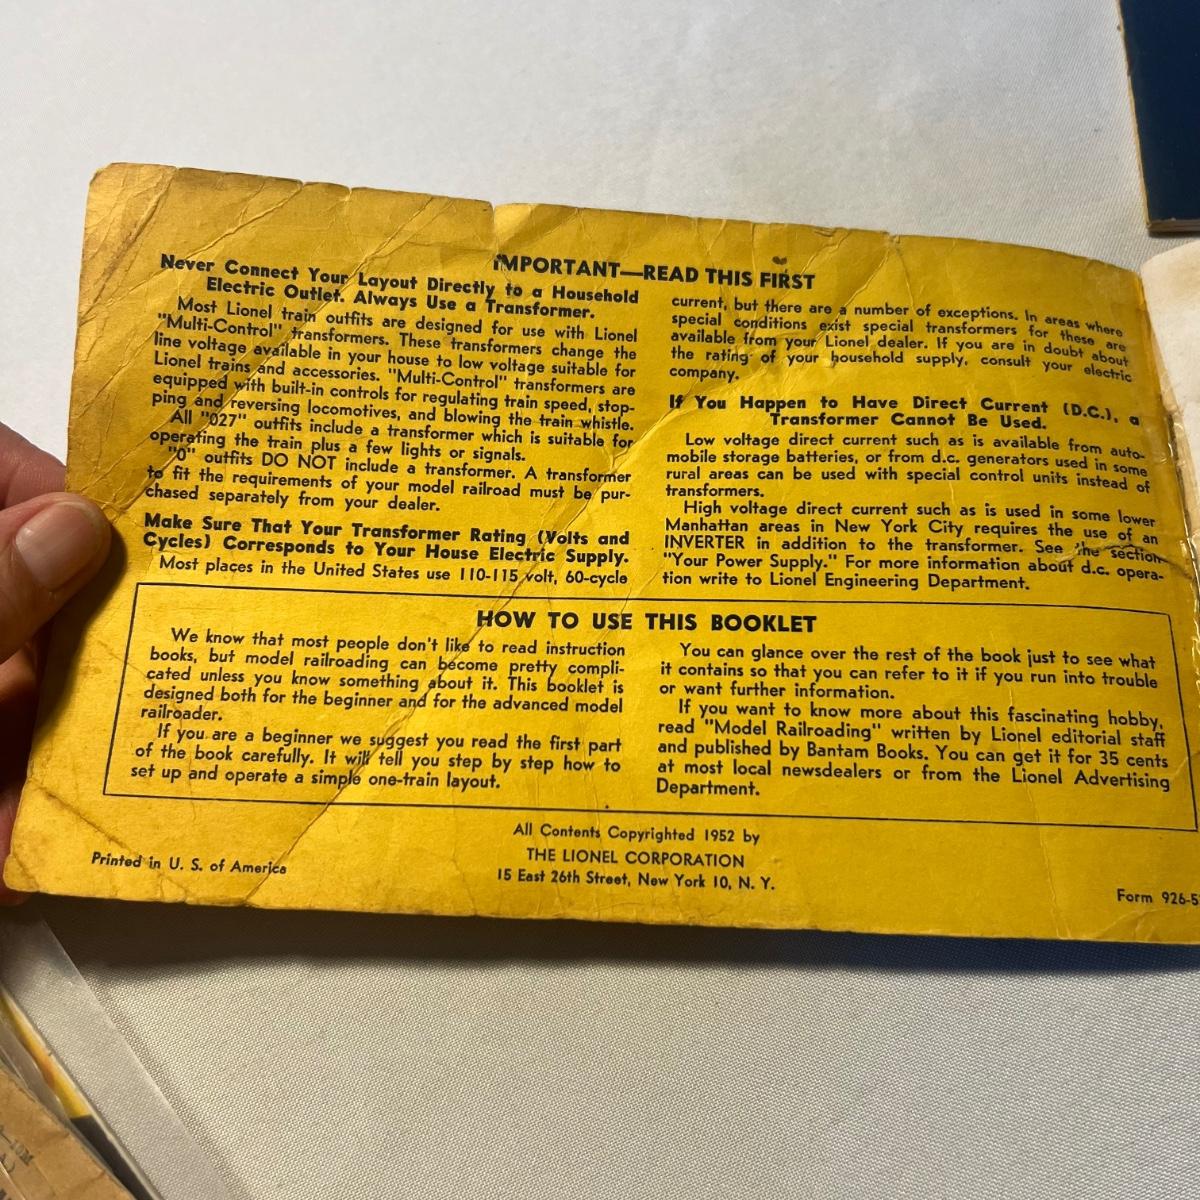 IMPORTANT—READ THIS FIRST
Never Connect Your Layout Directly to a Household
Electric Outlet. Always Use a Transformer.
Most Lionel train outfits are designed for use with Lionel
"Multi-Control" transformers. These transformers change the
line voltage available in your house to low voltage suitable for
Lionel trains and accessories. "Multi-Control" transformers are
equipped with built-in controls for regulating train speed, stop-
ping and reversing locomotives, and blowing the train whistle.
All "027" outfits include a transformer which is suitable for
operating the train plus a few lights or signals.
"0" outfits DO NOT include a transformer. A transformer
to fit the requirements of your model railroad must be pur-
chased separately from your dealer.
Make Sure That Your Transformer Rating (Volts and
Cycles) Corresponds to Your House Electric Supply.
Most places in the United States use 110-115 volt, 60-cycle
current, but there are a number of exceptions. In areas where
special conditions exist special transformers for these are
available from your Lionel dealer. If you are in doubt about
the rating of your household supply, consult your electric
company.
If You Happen to Have Direct Current (D.C.), a
Transformer Cannot Be Used.
Low voltage direct current such as is available from auto-
mobile storage batteries, or from d.c. generators used in some
rural areas can be used with special control units instead of
transformers.
High voltage direct current such as is used in some lower
Manhattan areas in New York City requires the use of an
INVERTER in addition to the transformer. See the section
"Your Power Supply." For more information about d.c. opera-
tion write to Lionel Engineering Department.
HOW TO USE THIS BOOKLET
We know that most people don't like to read instruction
books, but model railroading can become pretty compli-
cated unless you know something about it. This booklet is
designed both for the beginner and for the advanced model
railroader.
If you are a beginner we suggest you read the first part
of the book carefully. It will tell you step by step how to
set up and operate a simple one-train layout.
You can glance over the rest of the book just to see what
it contains so that you can refer to it if you run into trouble
or want further information.
If you want to know more about this fascinating hobby,
read "Model Railroading" written by Lionel editorial staff
and published by Bantam Books. You can get it for 35 cents
at most local newsdealers or from the Lionel Advertising
Department.
All Contents Copyrighted 1952 by
THE LIONEL CORPORATION
15 East 26th Street, New York 10, N. Y.
Printed in U. S. of America
Form 926-5